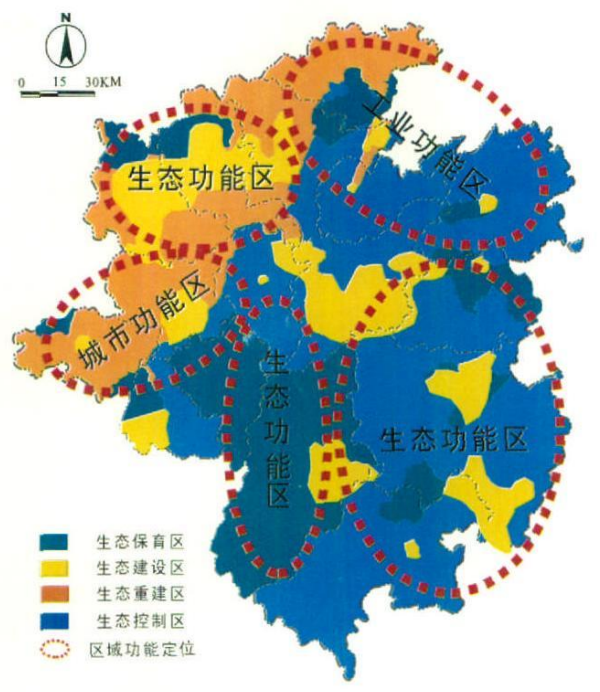 N
0 15 30KM
工业功能区
生态功能区
城市功能区
生态功能区
生态功能区
生态保育区
生态建设区
生态重建区
生态控制区
区域功能定位